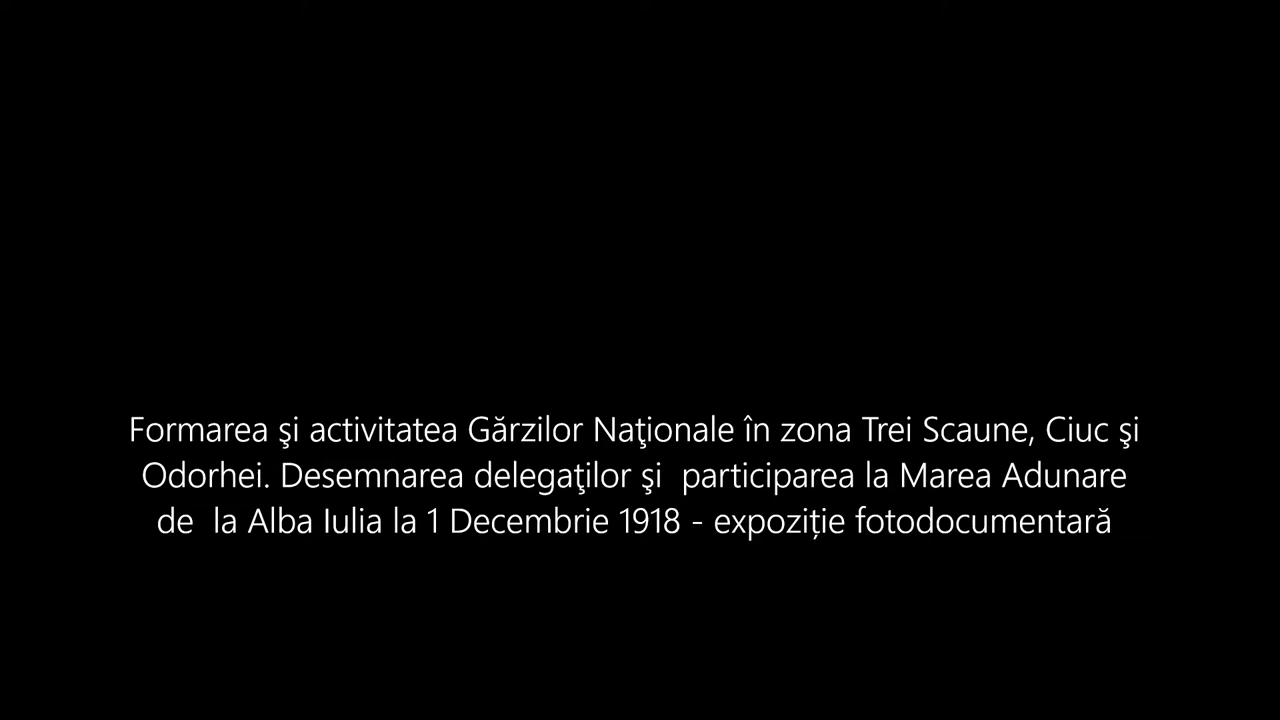 Formarea şi activitatea Gărzilor Naţionale în zona Trei Scaune, Ciuc şi
Odorhei. Desemnarea delegaţilor şi  participarea la Marea Adunare
de  la Alba Iulia la 1 Decembrie 1918 - expoziție fotodocumentară